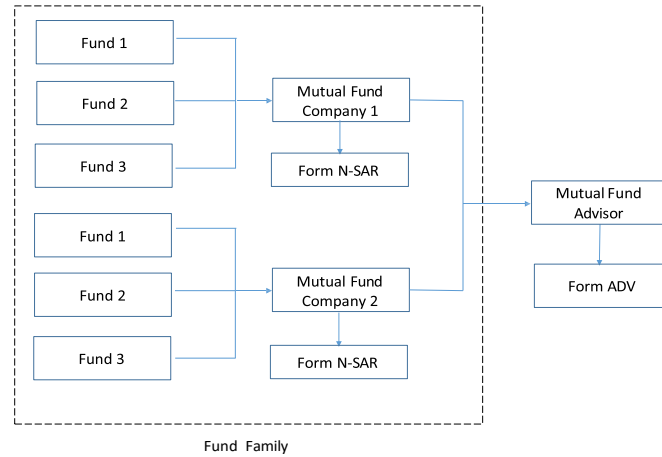 Fund 1
Fund 2
Fund 3
Mutual Fund
Company 1
Form N-SAR
Fund 1
Fund 2
Fund 3
Mutual Fund
Company 2
Form N-SAR
Mutual Fund
Advisor
Form ADV
Fund Family